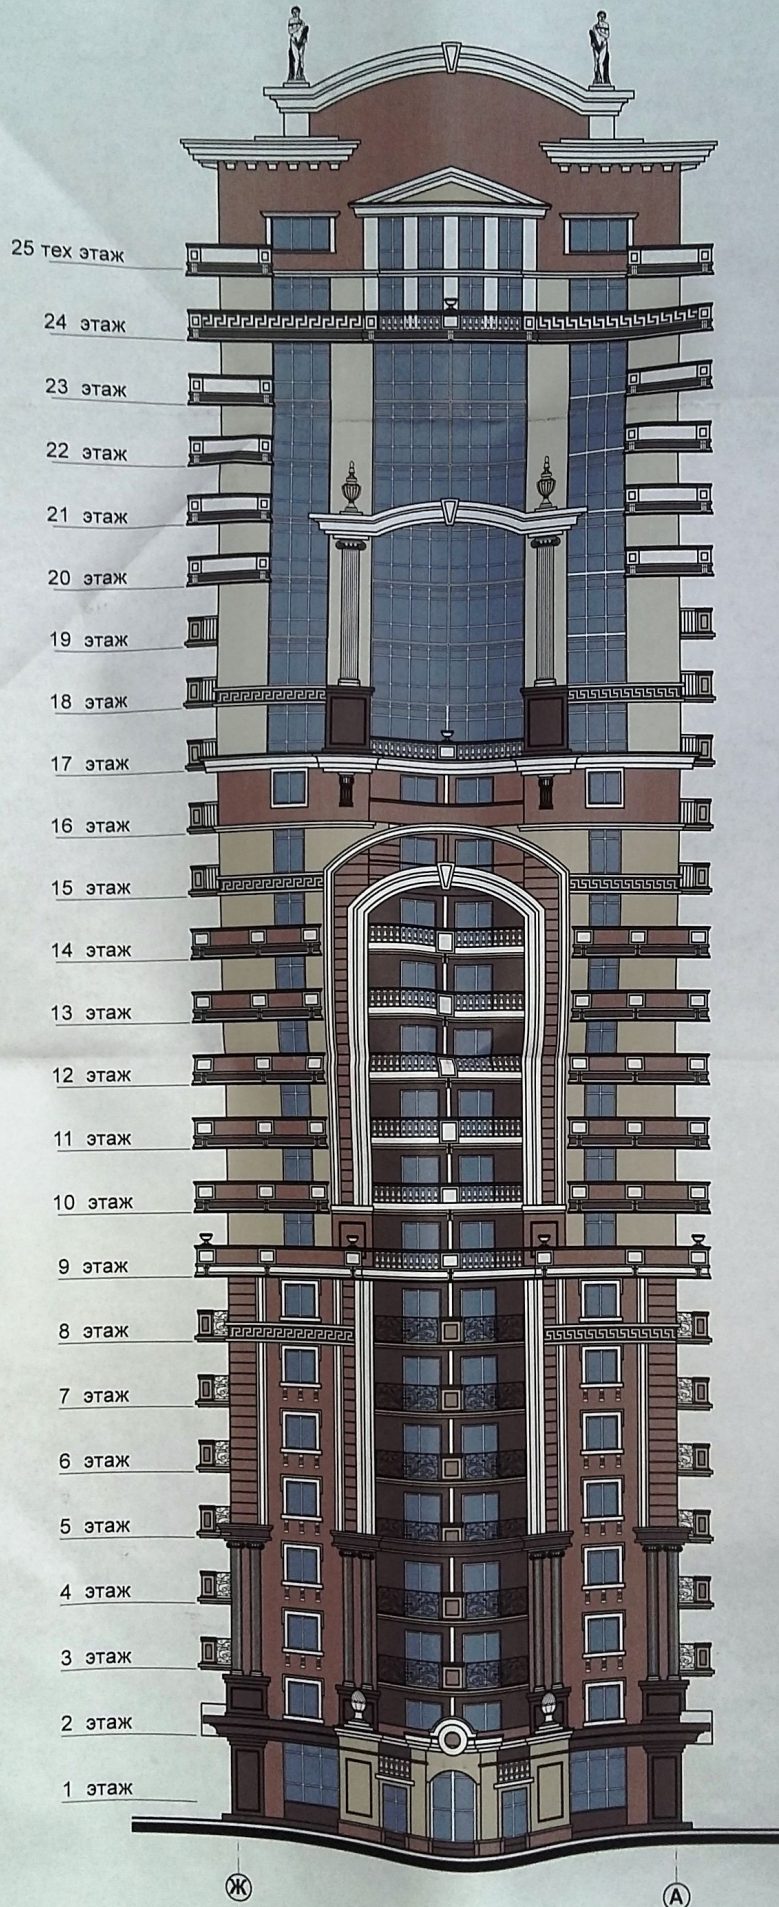 25 тех этаж
24 этаж
23 этаж
22 этаж
21 этаж
20 этаж
19 этаж
18 этаж
17 этаж
16 этаж
15 этаж
14 этаж
13 этаж
12 этаж
11 этаж
10 этаж
9 этаж
8 этаж
7 этаж
6 этаж
5 этаж
4 этаж
3 этаж
2 этаж
1 этаж
Ж А